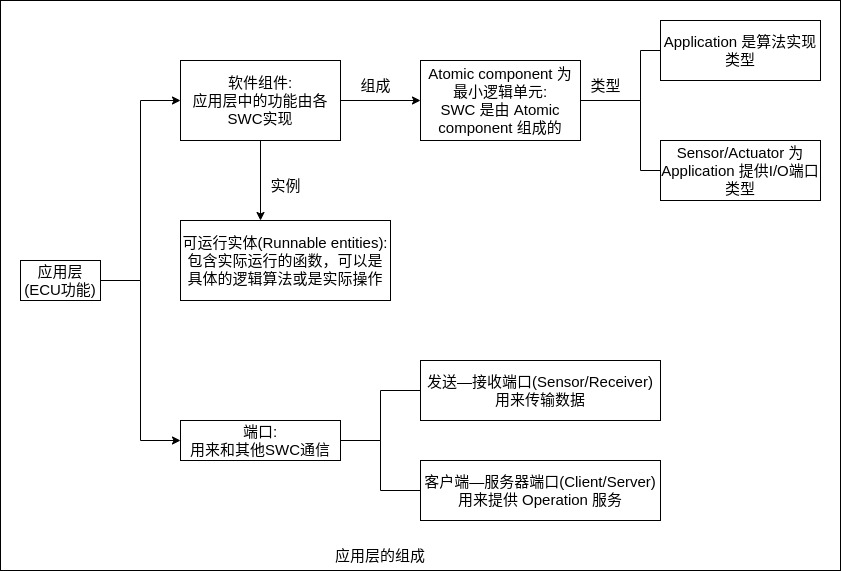 Application 是算法实现
类型
软件组件:
应用层中的功能由各
SWC实现
组成
Atomic component 为
最小逻辑单元:
SWC 是由 Atomic
component 组成的
类型
Sensor/Actuator 为
Application 提供I/O端口
类型
实例
可运行实体(Runnable entities):
包含实际运行的函数，可以是
具体的逻辑算法或是实际操作
应用层
(ECU功能)
发送—接收端口(Sensor/Receiver)
用来传输数据
端口:
用来和其他SWC通信
客户端—服务器端口(Client/Server)
用来提供 Operation 服务
应用层的组成